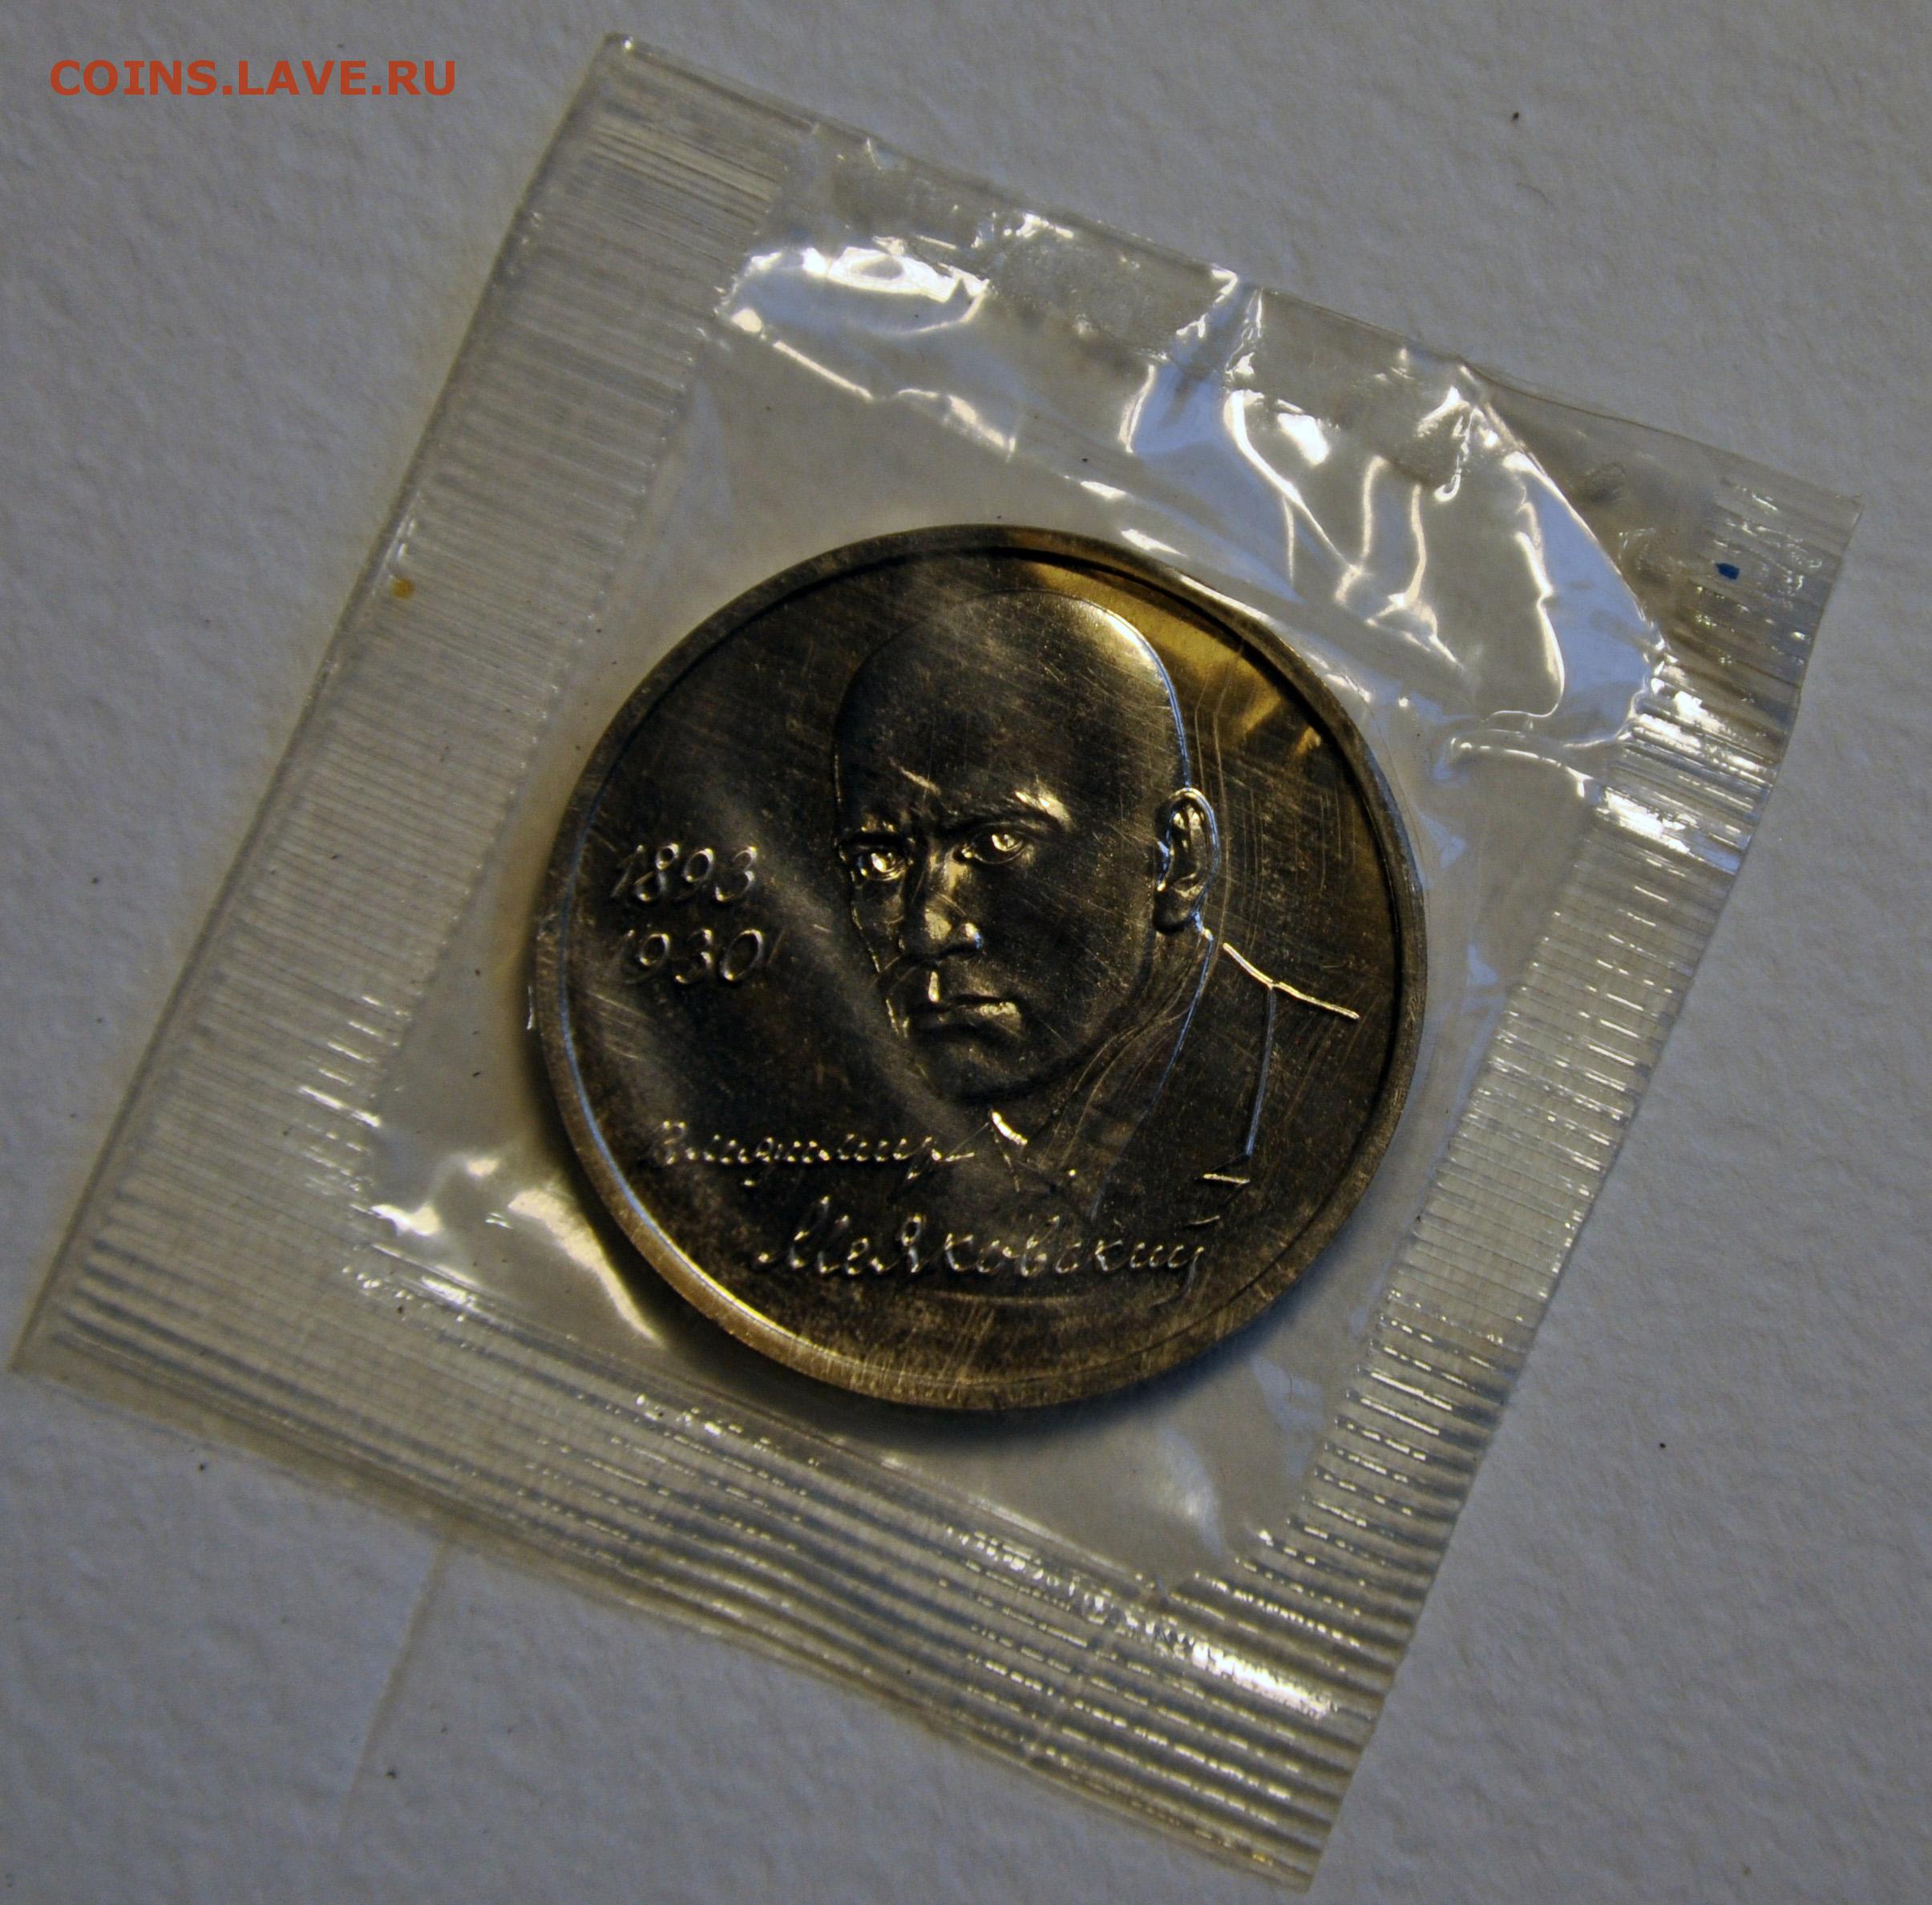 COINS.LAVE.RU
1893
1930
Владимир
Маяковский